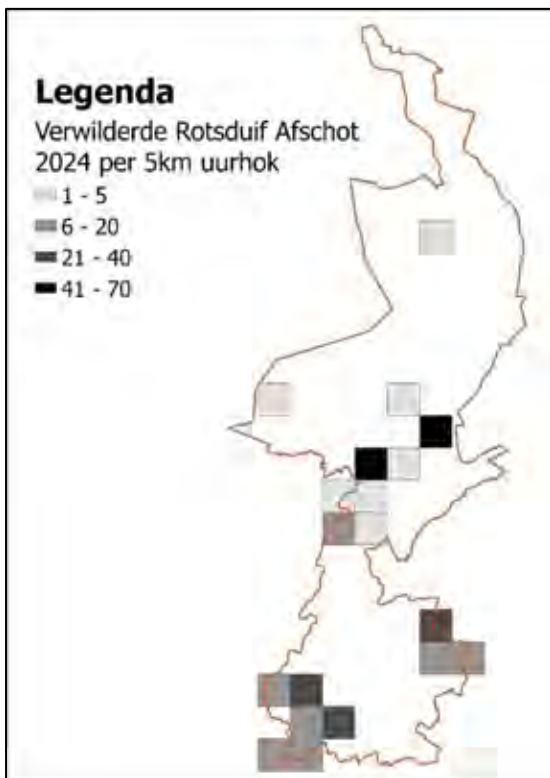 Legenda
Verwilderde Rotsduif Afschot
2024 per 5km uurhok
1 - 5
6 - 20
21 - 40
41 - 70